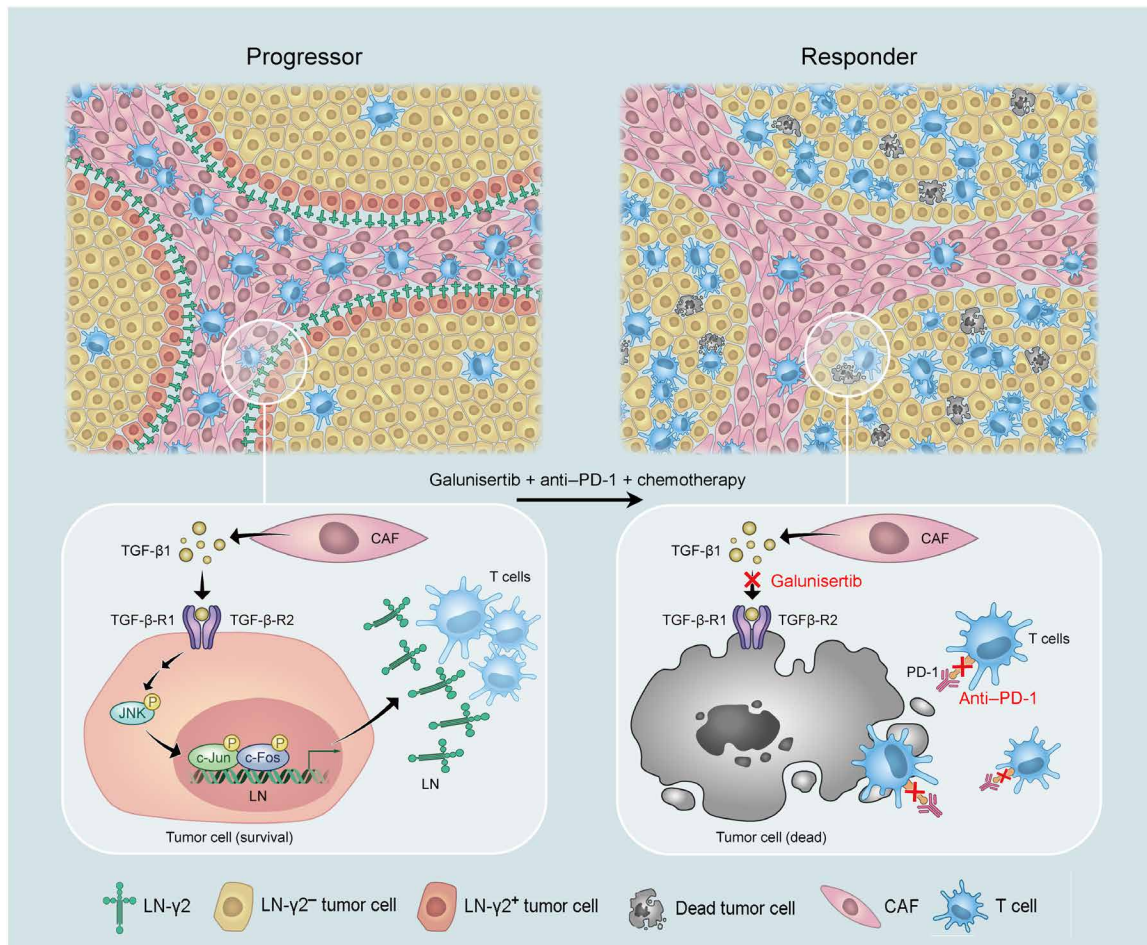 Progressor
Responder
Galunisertib + anti–PD-1 + chemotherapy
TGF-β1
CAF
T cells
TGF-β-R1
TGF-β-R2
JNK
P
P
P
c-Jun
c-Fos
LN
LN
Tumor cell (survival)
TGF-β1
CAF
Galunisertib
TGF-β-R1
TGFβ-R2
T cells
PD-1
Anti–PD-1
Tumor cell (dead)
LN-γ2
LN-γ2⁻ tumor cell
LN-γ2⁺ tumor cell
Dead tumor cell
CAF
T cell